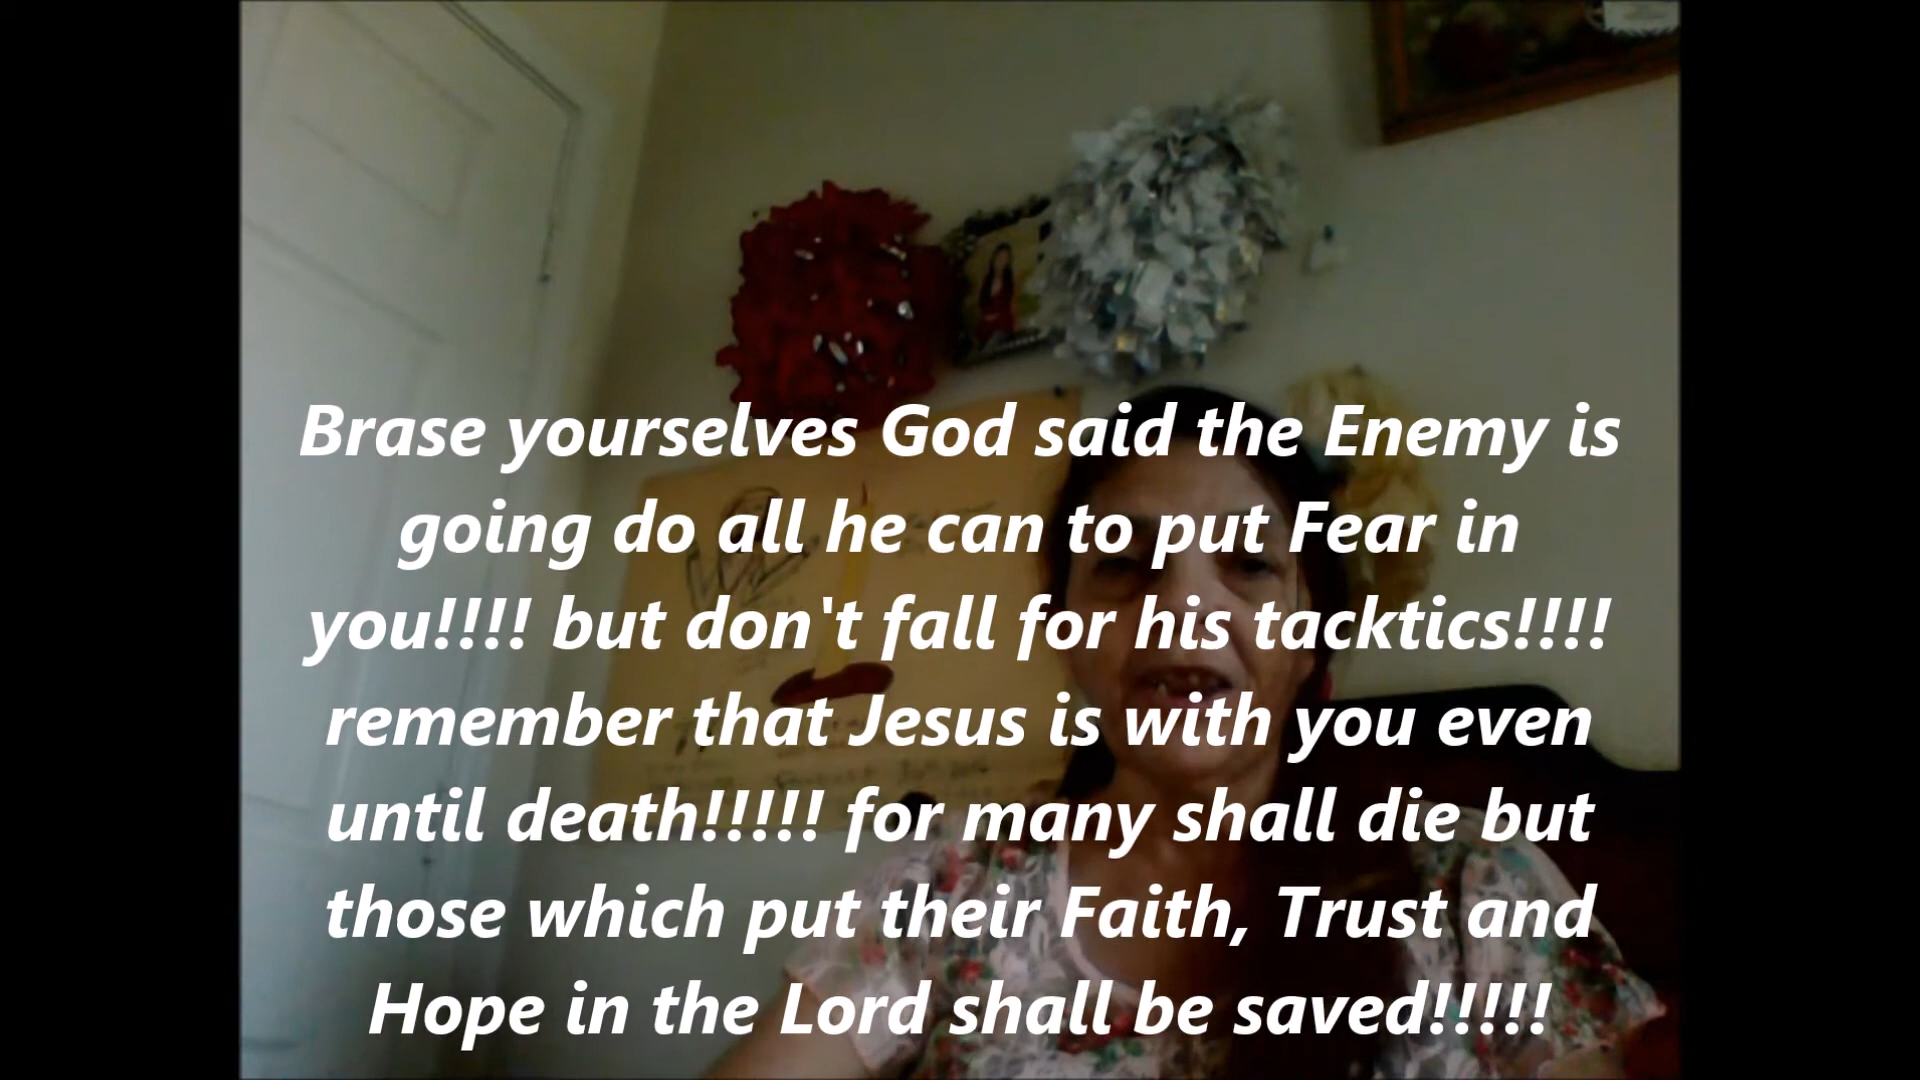 Brase yourselves God said the Enemy is
going do all he can to put Fear in
you!!!! but don't fall for his tacktics!!!!
remember that Jesus is with you even
until death!!!!! for many shall die but
those which put their Faith, Trust and
Hope in the Lord shall be saved!!!!!